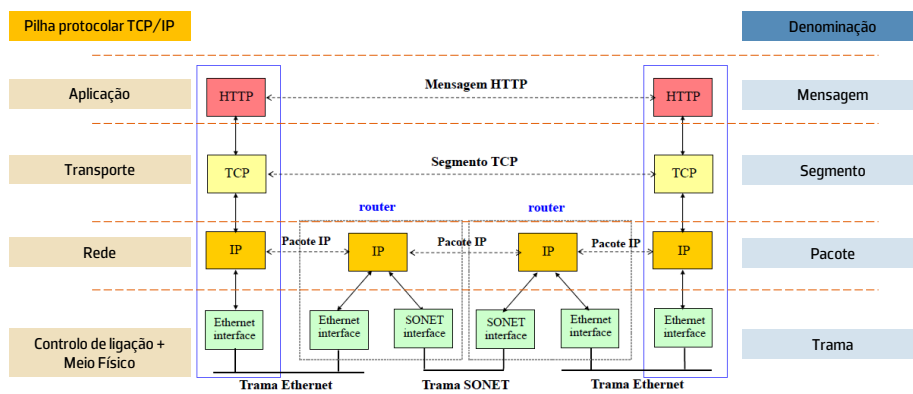 Pilha protocolar TCP/IP
Denominação
Aplicação
HTTP
Mensagem HTTP
HTTP
Mensagem
Transporte
TCP
Segmento TCP
TCP
Segmento
router
router
Rede
IP
Pacote IP
IP
Pacote IP
IP
Pacote IP
IP
Pacote
Controlo de ligação +
Meio Físico
Ethernet
interface
Ethernet
interface
SONET
interface
SONET
interface
Ethernet
interface
Ethernet
interface
Trama
Trama Ethernet
Trama SONET
Trama Ethernet